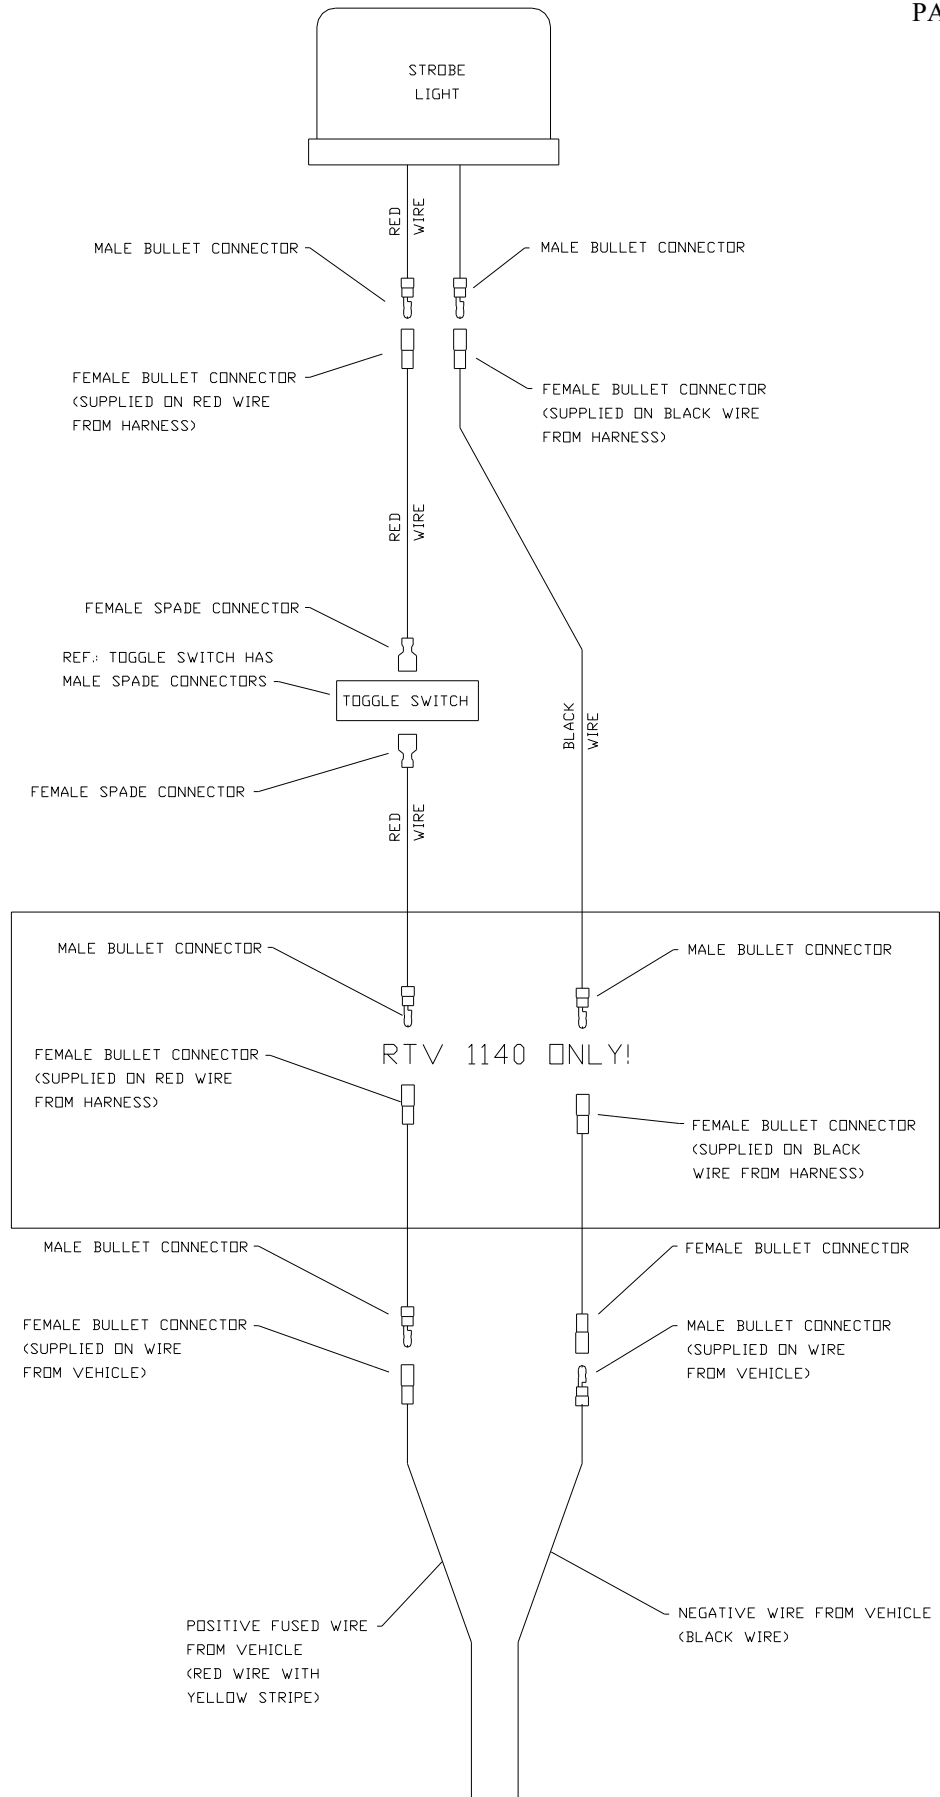 PA
STROBE
LIGHT
RED
WIRE
MALE BULLET CONNECTOR
MALE BULLET CONNECTOR
FEMALE BULLET CONNECTOR
(SUPPLIED ON RED WIRE
FROM HARNESS)
FEMALE BULLET CONNECTOR
(SUPPLIED ON BLACK WIRE
FROM HARNESS)
RED
WIRE
FEMALE SPADE CONNECTOR
REF.: TOGGLE SWITCH HAS
MALE SPADE CONNECTORS
TOGGLE SWITCH
BLACK
WIRE
FEMALE SPADE CONNECTOR
RED
WIRE
MALE BULLET CONNECTOR
MALE BULLET CONNECTOR
RTV 1140 ONLY!
FEMALE BULLET CONNECTOR
(SUPPLIED ON RED WIRE
FROM HARNESS)
FEMALE BULLET CONNECTOR
(SUPPLIED ON BLACK
WIRE FROM HARNESS)
MALE BULLET CONNECTOR
FEMALE BULLET CONNECTOR
FEMALE BULLET CONNECTOR
(SUPPLIED ON WIRE
FROM VEHICLE)
MALE BULLET CONNECTOR
(SUPPLIED ON WIRE
FROM VEHICLE)
POSITIVE FUSED WIRE
FROM VEHICLE
(RED WIRE WITH
YELLOW STRIPE)
NEGATIVE WIRE FROM VEHICLE
(BLACK WIRE)